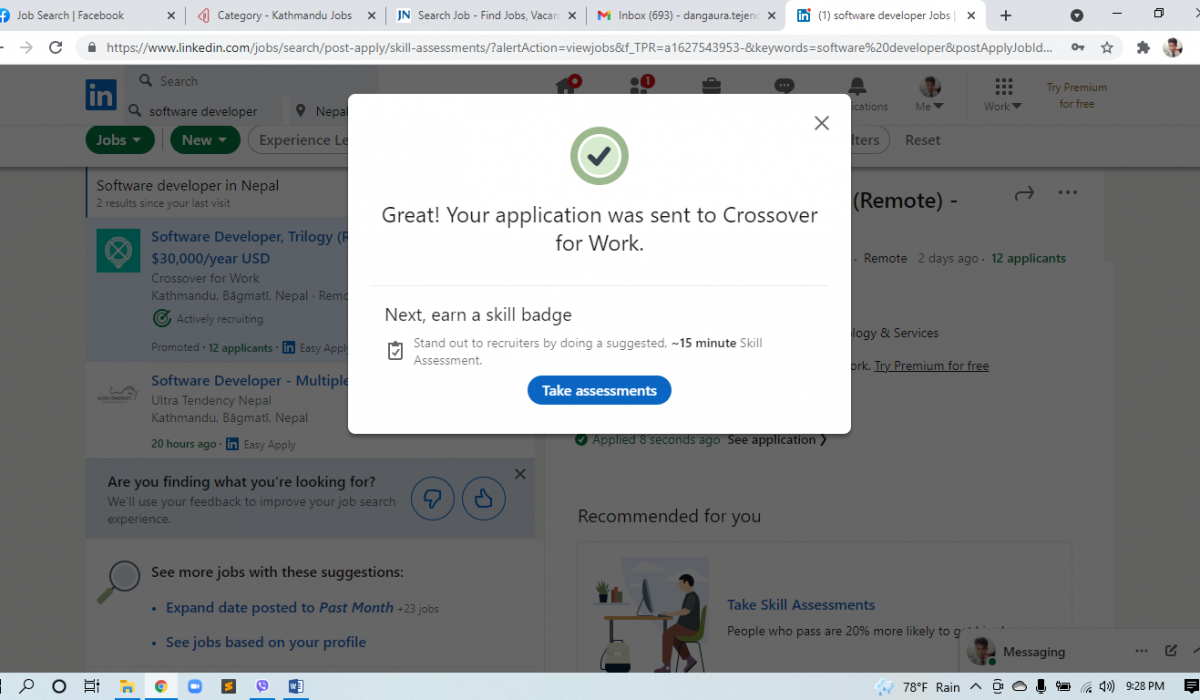 Job Search | Facebook
Category - Kathmandu Jobs
JN Search Job - Find Jobs, Vacan
Inbox (693) - dangaura.tejend
(1) software developer Jobs |
https://www.linkedin.com/jobs/search/post-apply/skill-assessments/?alertAction=viewjobs&f_TPR=a1627543953-&keywords=software%20developer&postApplyJobId...
in
Search
1
software developer
Nepal
ications
Me
Work
Try Premium
for free
Jobs
New
Experience Le
lters
Reset
Software developer in Nepal
2 results since your last visit
Software Developer, Trilogy (R
$30,000/year USD
Crossover for Work
Kathmandu, Bāgmatī, Nepal · Remo
Actively recruiting
Promoted · 12 applicants · in Easy Apply
Software Developer - Multiple
Ultra Tendency Nepal
Kathmandu, Bāgmatī, Nepal
20 hours ago · in Easy Apply
Are you finding what you're looking for?
We'll use your feedback to improve your job search
experience.
See more jobs with these suggestions:
• Expand date posted to Past Month +23 jobs
• See jobs based on your profile
Great! Your application was sent to Crossover
for Work.
Next, earn a skill badge
Stand out to recruiters by doing a suggested, ~15 minute Skill
Assessment.
Take assessments
(Remote) -
· Remote 2 days ago · 12 applicants
logy & Services
ork. Try Premium for free
Applied 8 seconds ago See application
Recommended for you
Take Skill Assessments
People who pass are 20% more likely to get hired
Messaging
78°F Rain
9:28 PM